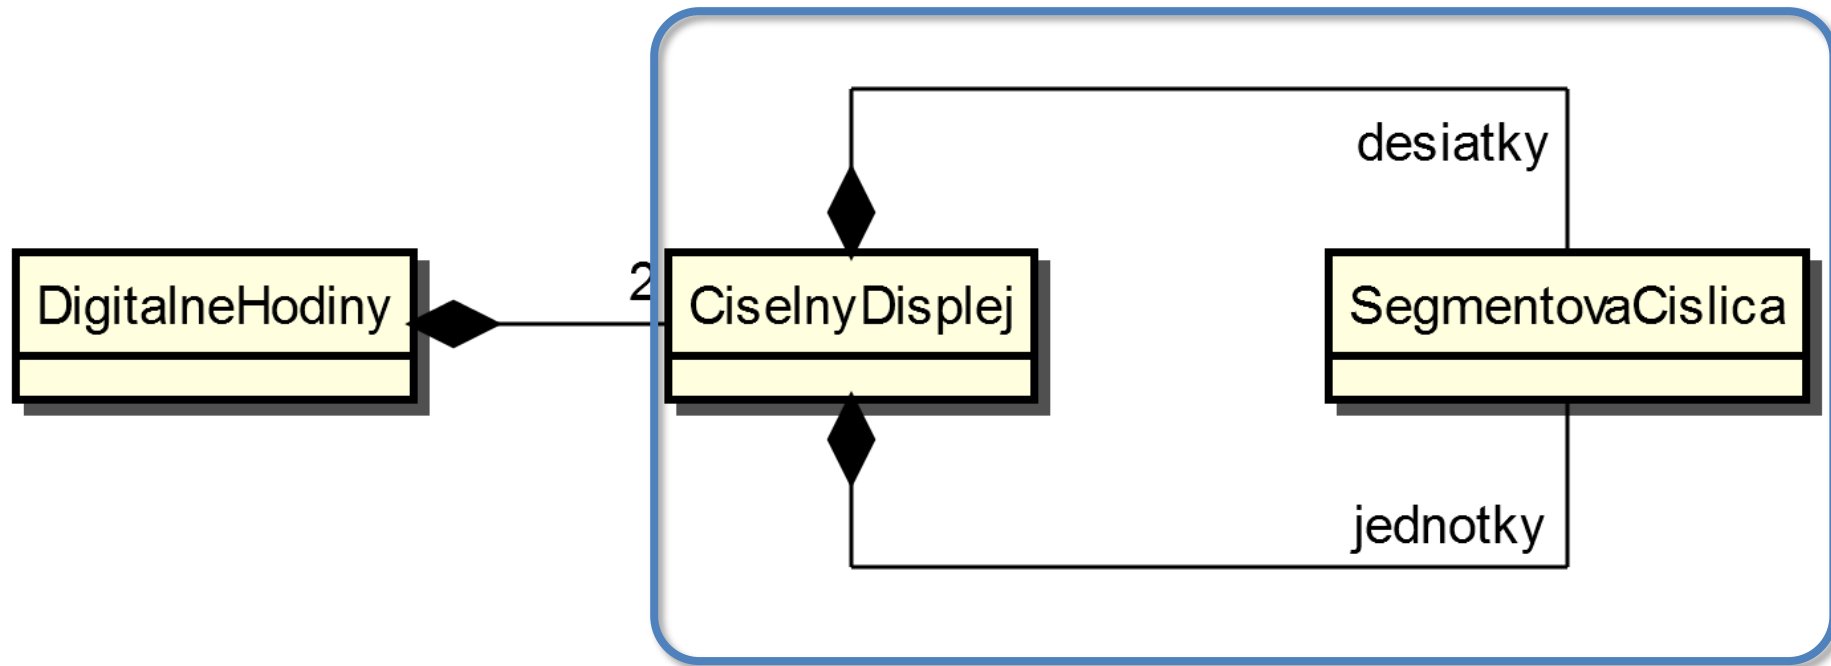 desiatky
DigitalneHodiny
2
CiselnyDisplej
SegmentovaCislica
jednotky